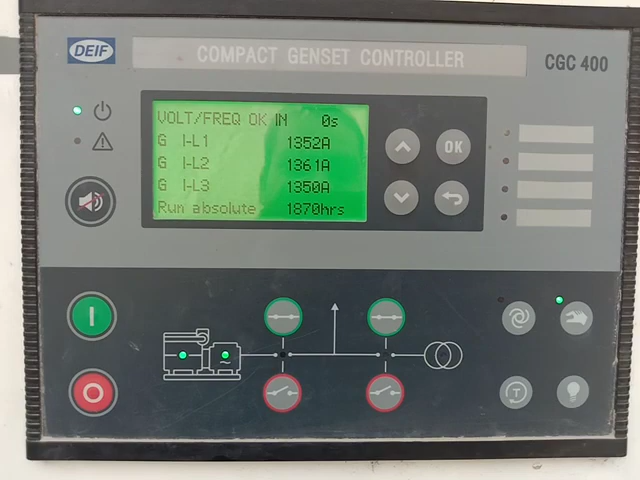 DEIF
COMPACT GENSET CONTROLLER
CGC 400
VOLT/FREQ OK IN 0s
G I-L1 1352A
G I-L2 1361A
G I-L3 1350A
Run absolute 1870hrs
OK
I
O
T